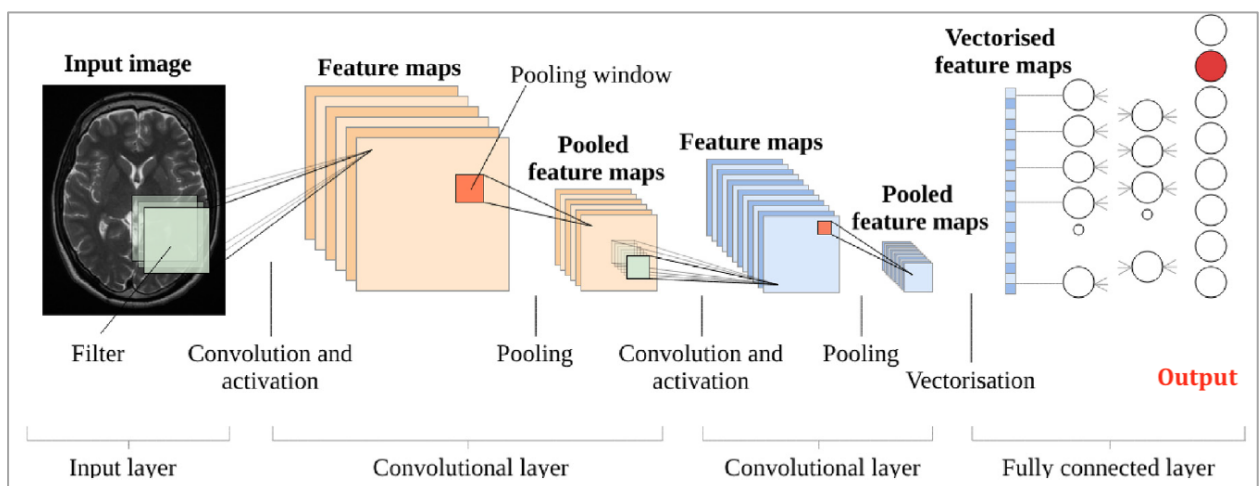 Input image
Feature maps
Pooling window
Pooled
feature maps
Feature maps
Pooled
feature maps
Vectorised
feature maps
Filter
Convolution and
activation
Pooling
Convolution and
activation
Pooling
Vectorisation
Output
Input layer
Convolutional layer
Convolutional layer
Fully connected layer